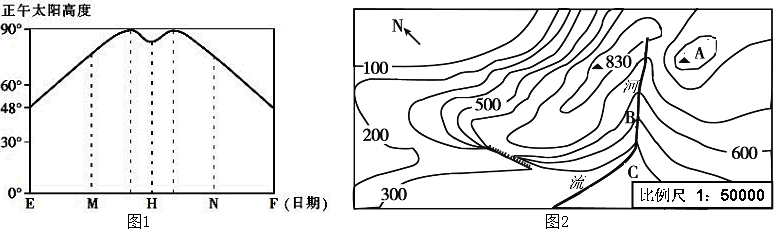 正午太阳高度
90°
60°
48°
30°
0°
E M H N F (日期)
图1
N
100
200
300
500
▲830
▲ A
河
B
600
C
流
比例尺 1：50000
图2